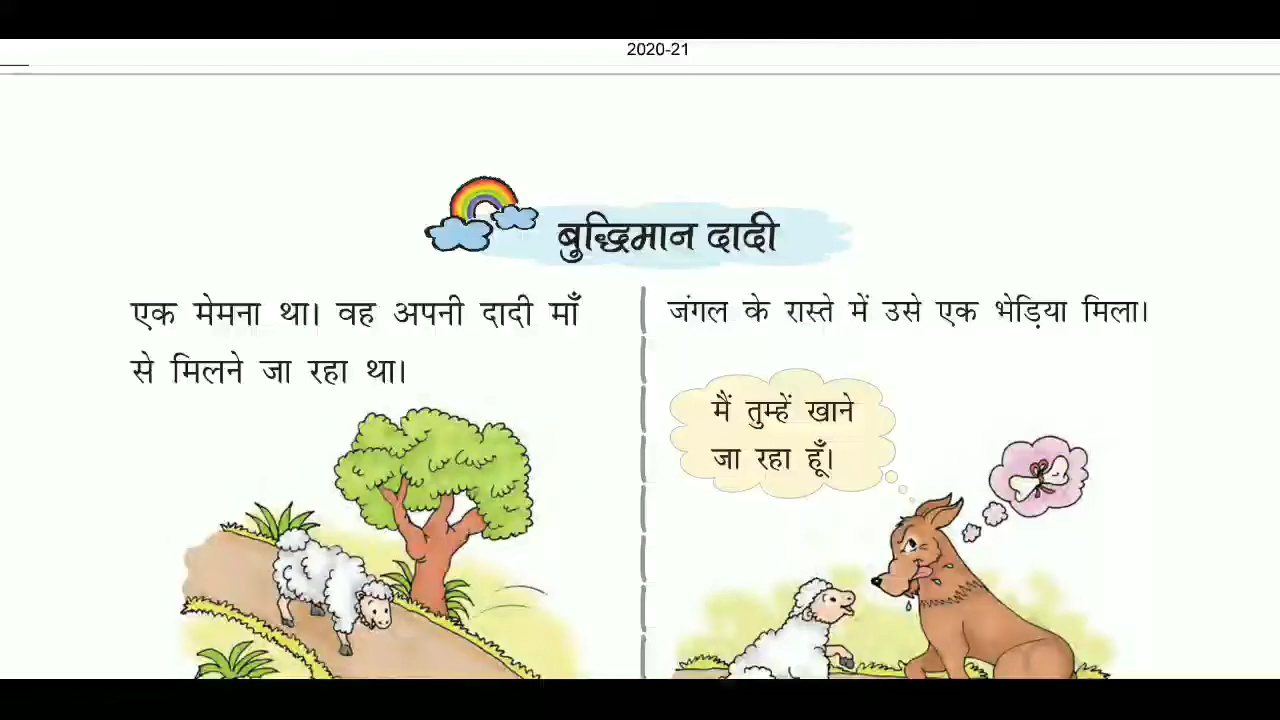 2020-21
बुद्धिमान दादी
एक मेमना था। वह अपनी दादी माँ
से मिलने जा रहा था।
जंगल के रास्ते में उसे एक भेड़िया मिला।
मैं तुम्हें खाने
जा रहा हूँ।